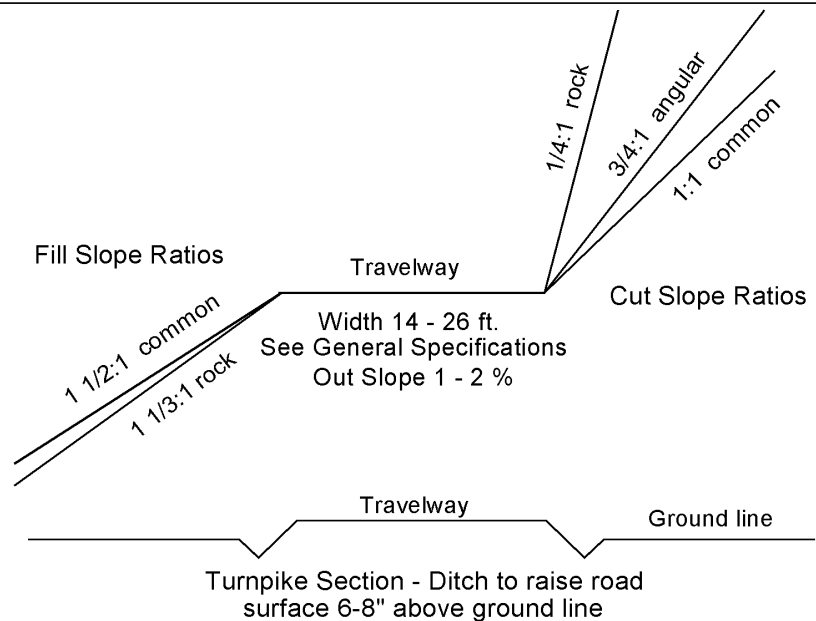 1/4:1 rock
3/4:1 angular
1:1 common
Fill Slope Ratios
Travelway
Cut Slope Ratios
Width 14 - 26 ft.
See General Specifications
Out Slope 1 - 2 %
1 1/2:1 common
1 1/3:1 rock
Travelway
Ground line
Turnpike Section - Ditch to raise road
surface 6-8" above ground line